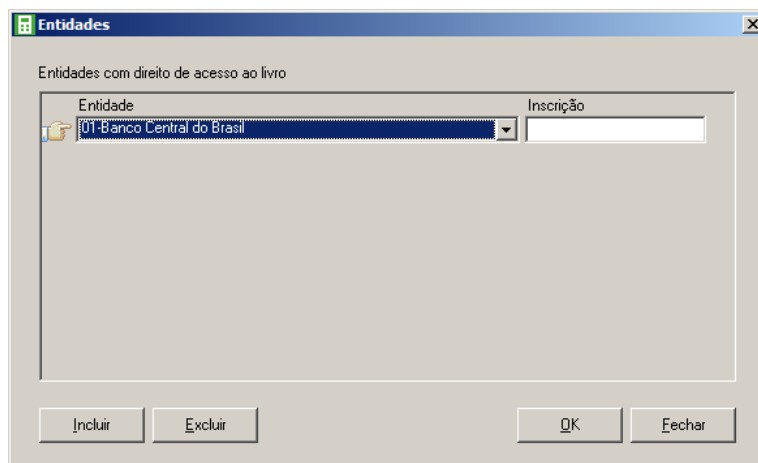 Entidades
Entidades com direito de acesso ao livro
Entidade Inscrição
01-Banco Central do Brasil
Incluir Excluir OK Fechar